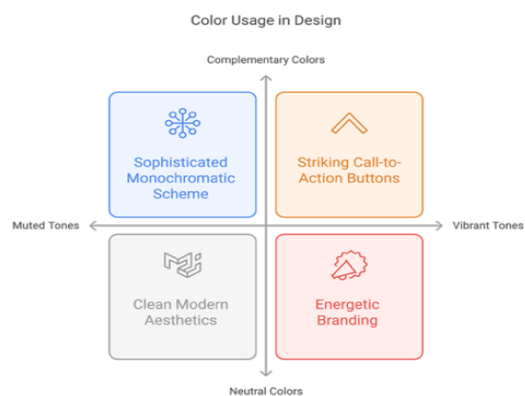 Color Usage in Design
Complementary Colors
Sophisticated
Monochromatic
Scheme
Striking Call-to-
Action Buttons
Muted Tones
Vibrant Tones
Clean Modern
Aesthetics
Energetic
Branding
Neutral Colors